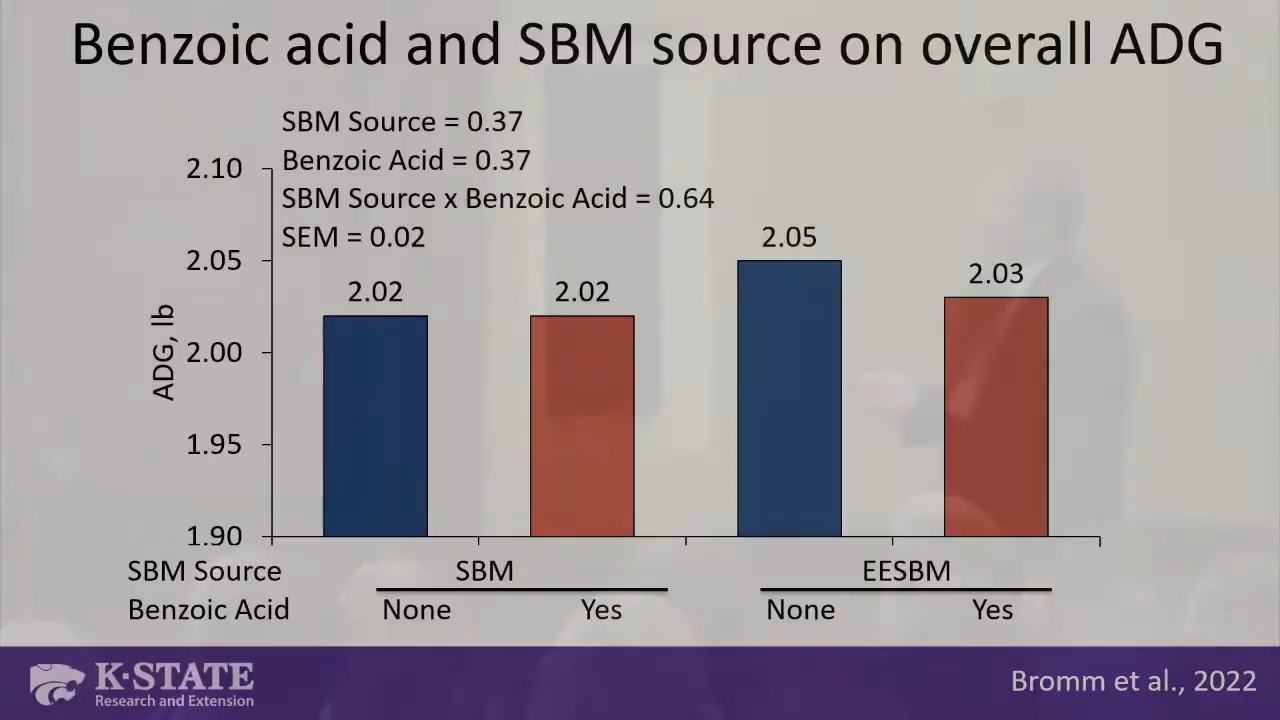 Benzoic acid and SBM source on overall ADG
SBM Source = 0.37
Benzoic Acid = 0.37
SBM Source x Benzoic Acid = 0.64
SEM = 0.02
ADG, lb
2.10
2.05
2.00
1.95
1.90
2.02
2.02
2.05
2.03
SBM Source SBM EESBM
Benzoic Acid None Yes None Yes
K-STATE
Research and Extension
Bromm et al., 2022